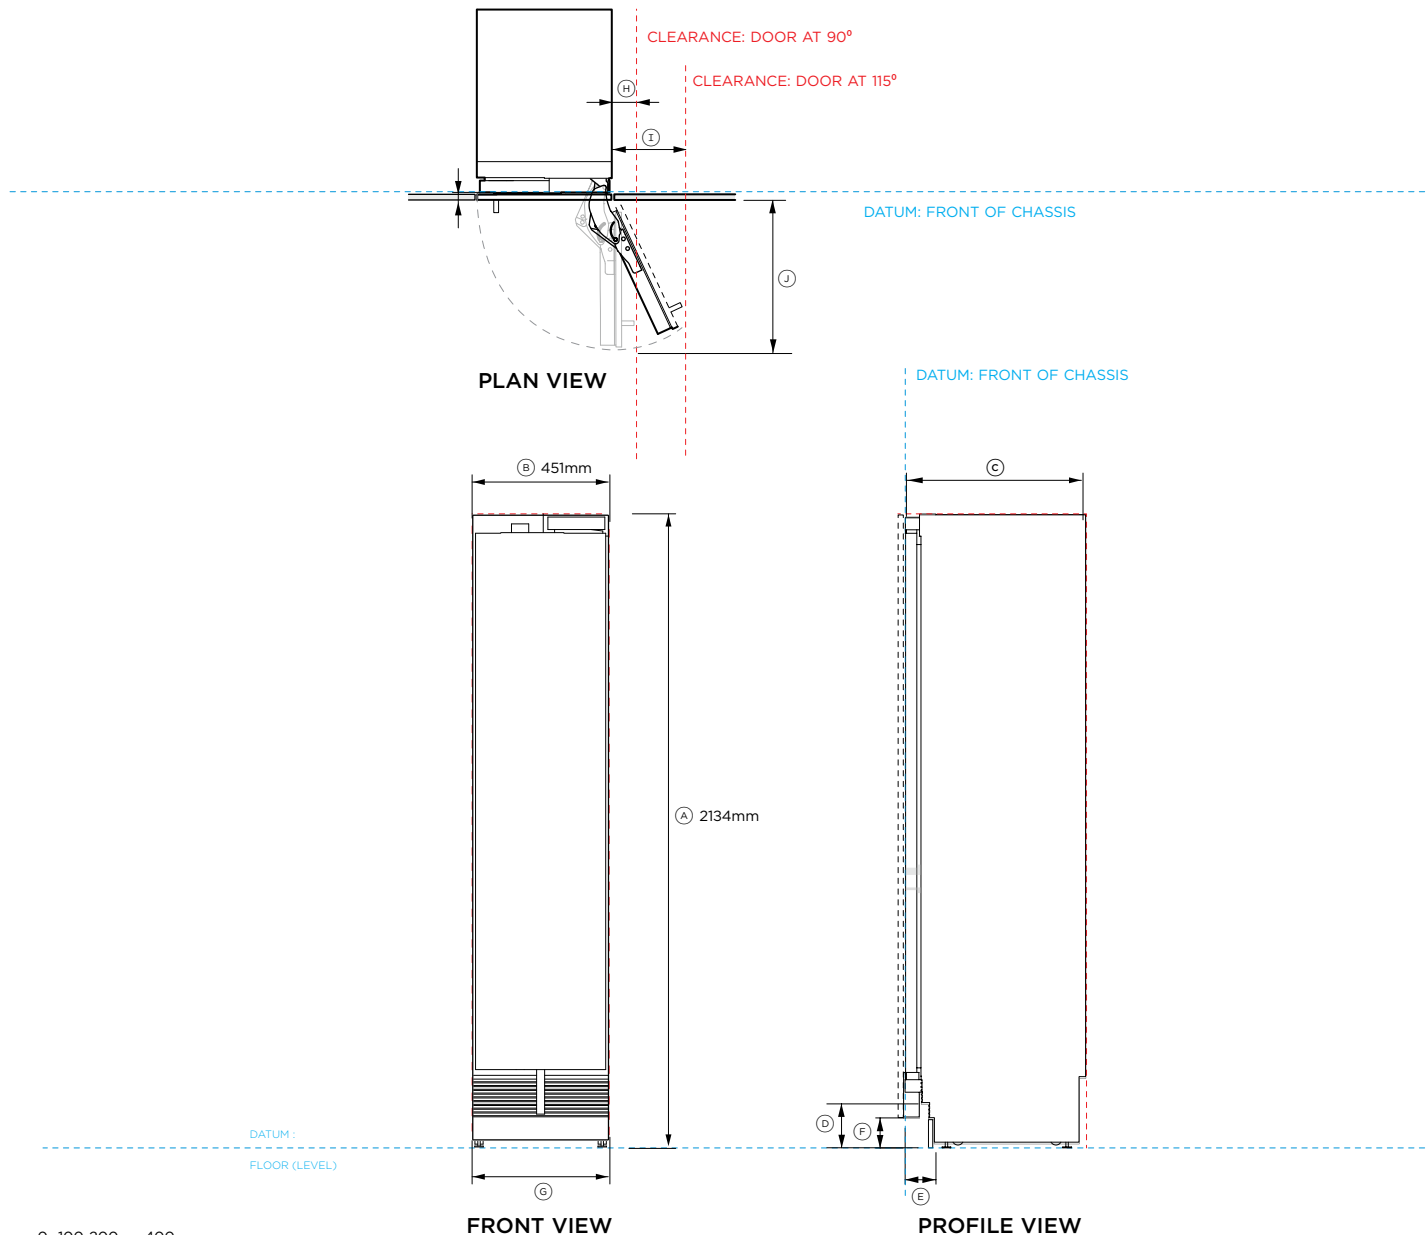 CLEARANCE: DOOR AT 90°
CLEARANCE: DOOR AT 115°
H
I
DATUM: FRONT OF CHASSIS
J
PLAN VIEW
DATUM: FRONT OF CHASSIS
B 451mm
C
A 2134mm
D
F
DATUM :
FLOOR (LEVEL)
G
E
FRONT VIEW
PROFILE VIEW